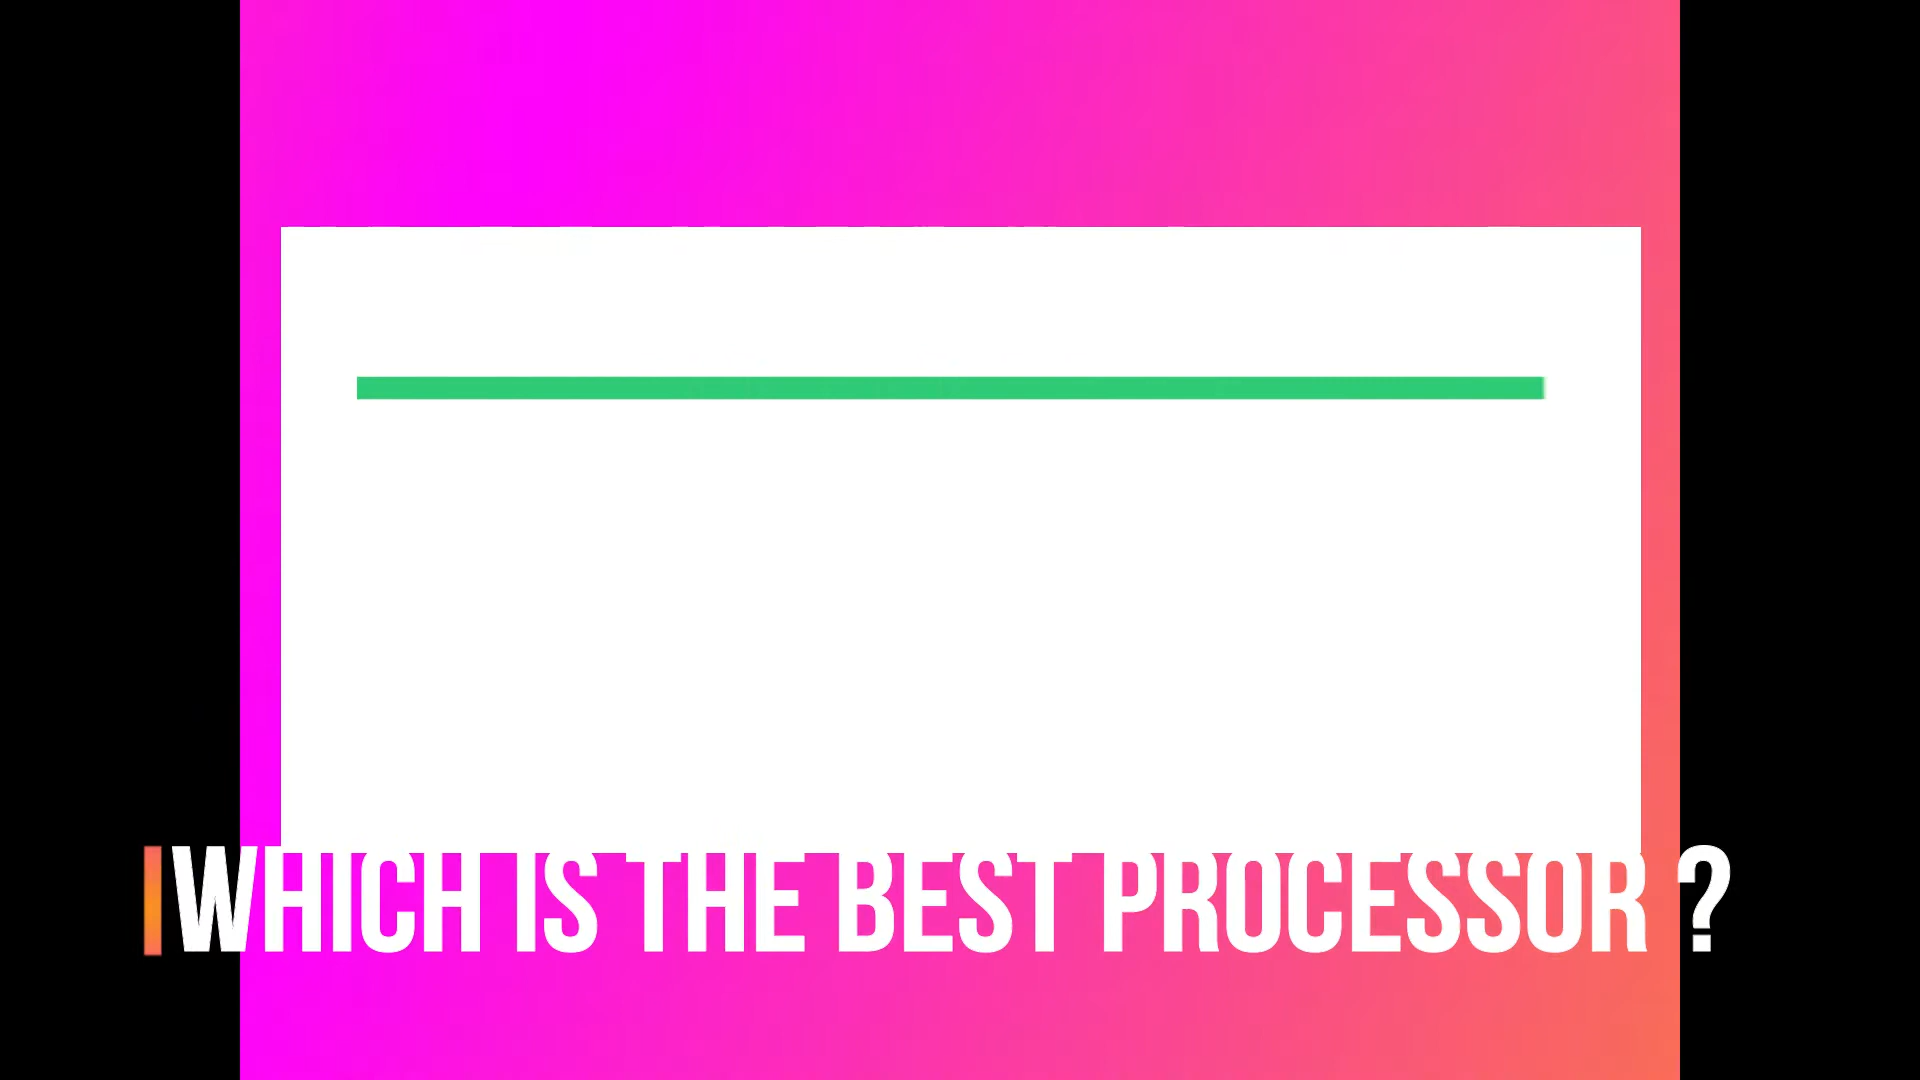 WHICH IS THE BEST PROCESSOR ?